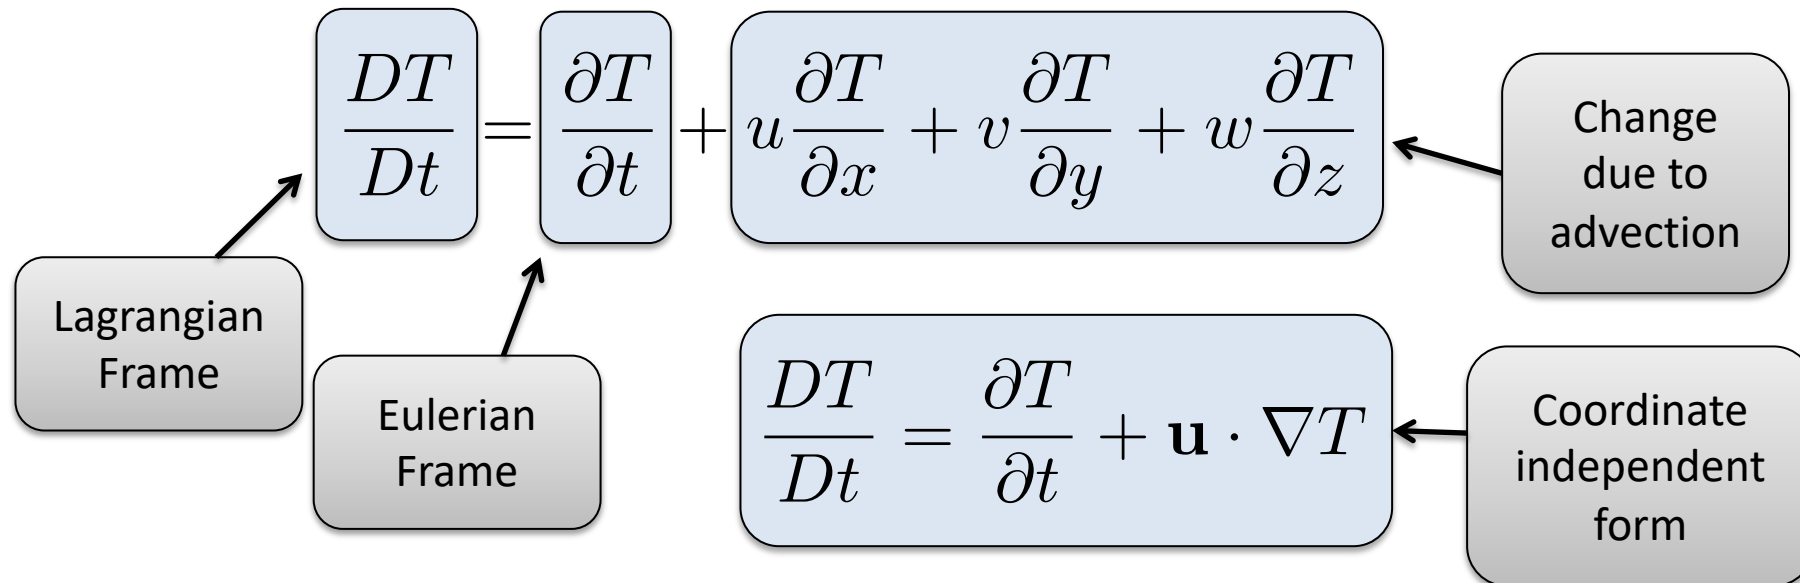 DT/Dt = ∂T/∂t + u ∂T/∂x + v ∂T/∂y + w ∂T/∂z
Change
due to
advection
Lagrangian
Frame
Eulerian
Frame
DT/Dt = ∂T/∂t + 𝐮 · ∇T
Coordinate
independent
form